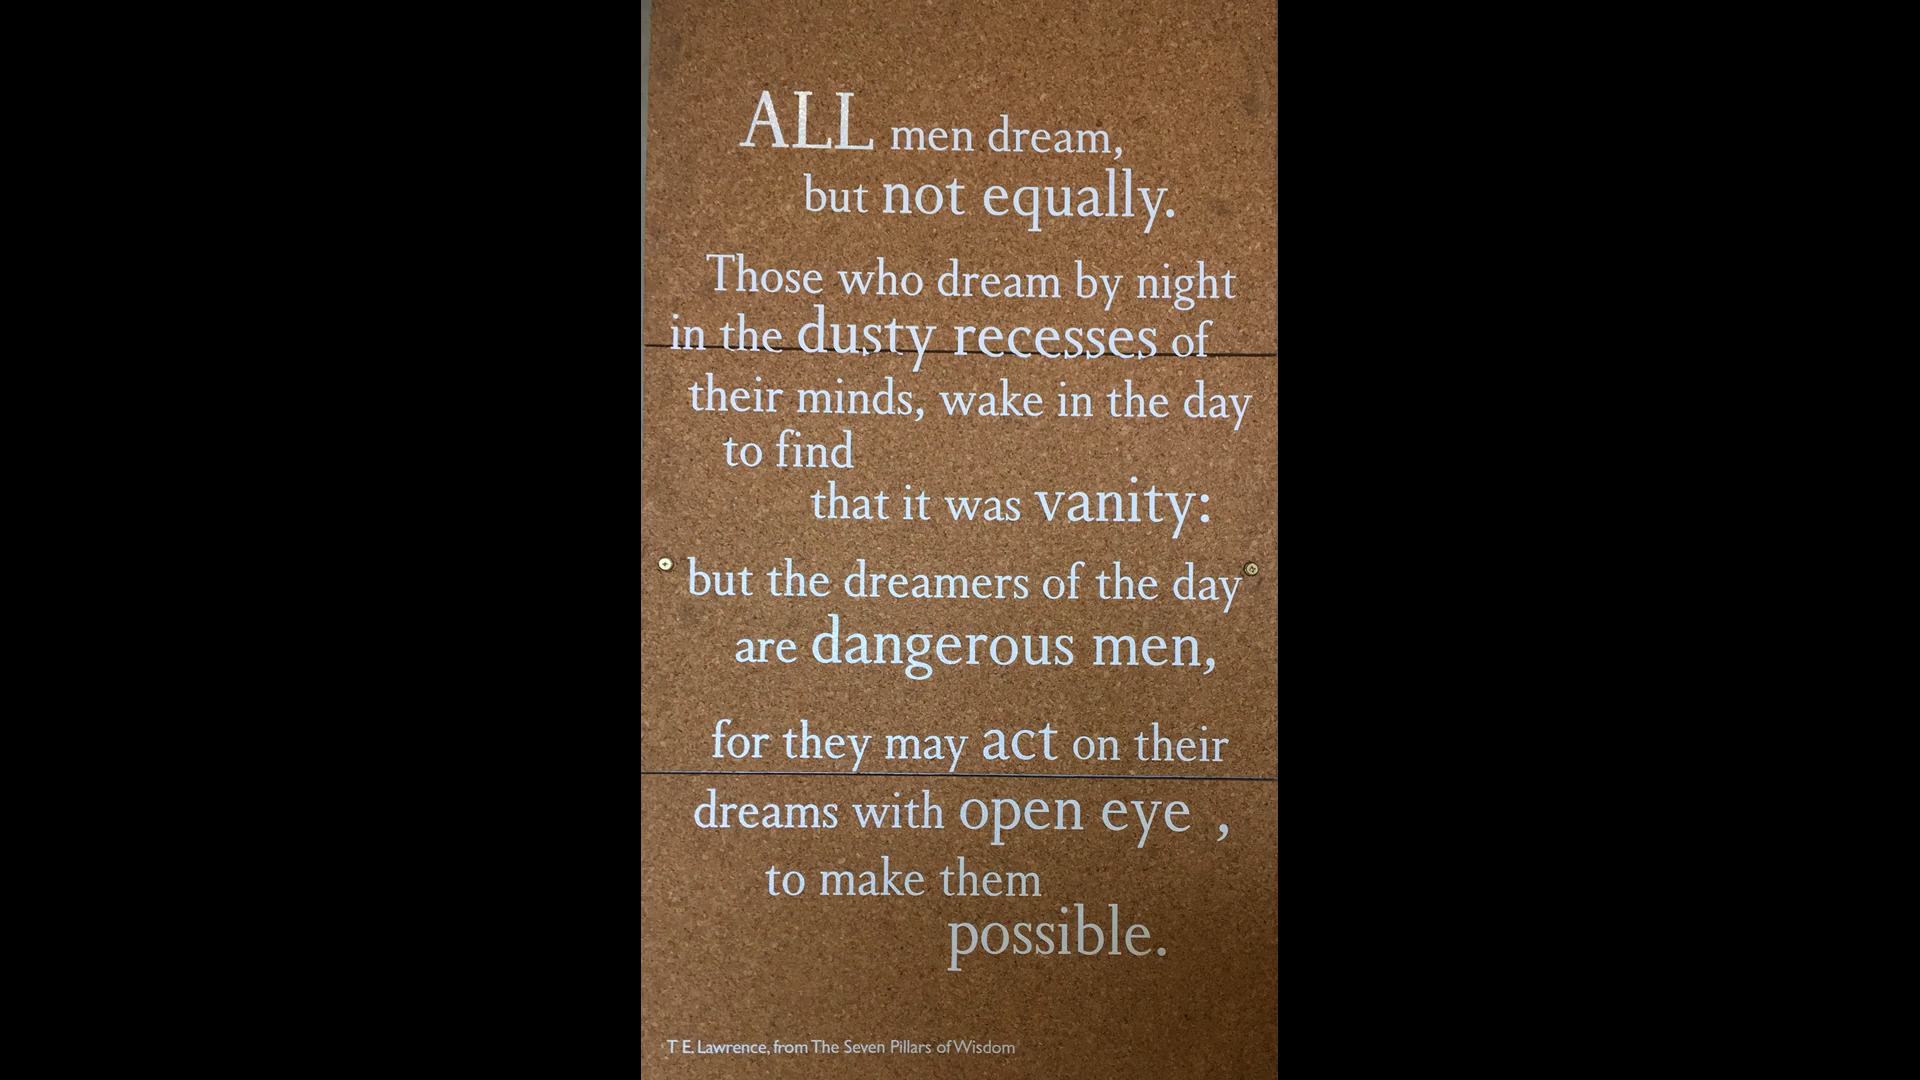 ALL men dream,
but not equally.
Those who dream by night
in the dusty recesses of
their minds, wake in the day
to find
that it was vanity:
but the dreamers of the day
are dangerous men,
for they may act on their
dreams with open eye ,
to make them
possible.
T E. Lawrence, from The Seven Pillars of Wisdom